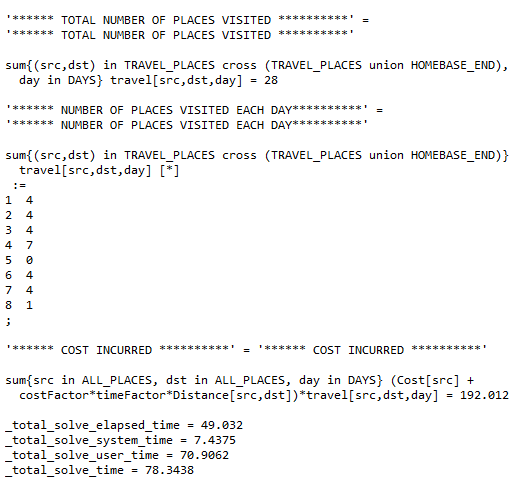 '****** TOTAL NUMBER OF PLACES VISITED **********' =
'****** TOTAL NUMBER OF PLACES VISITED **********'

sum{(src,dst) in TRAVEL_PLACES cross (TRAVEL_PLACES union HOMEBASE_END),
  day in DAYS} travel[src,dst,day] = 28

'****** NUMBER OF PLACES VISITED EACH DAY**********' =
'****** NUMBER OF PLACES VISITED EACH DAY**********'

sum{(src,dst) in TRAVEL_PLACES cross (TRAVEL_PLACES union HOMEBASE_END)}
  travel[src,dst,day] [*]
 :=
1  4
2  4
3  4
4  7
5  0
6  4
7  4
8  1
;

'****** COST INCURRED **********' = '****** COST INCURRED **********'

sum{src in ALL_PLACES, dst in ALL_PLACES, day in DAYS} (Cost[src] +
  costFactor*timeFactor*Distance[src,dst])*travel[src,dst,day] = 192.012

_total_solve_elapsed_time = 49.032
_total_solve_system_time = 7.4375
_total_solve_user_time = 70.9062
_total_solve_time = 78.3438